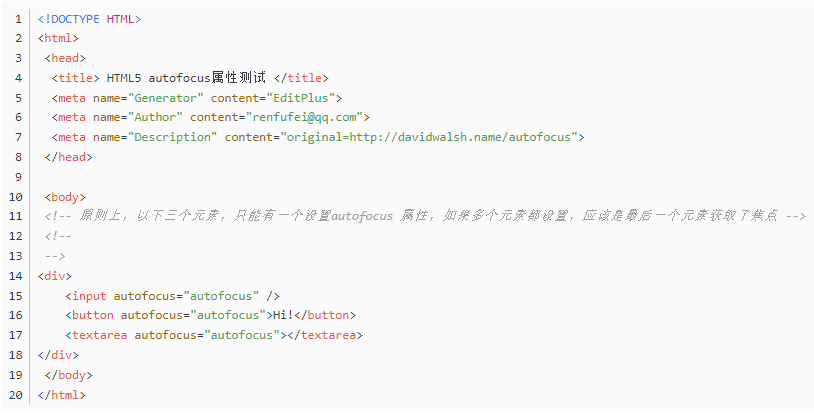 1 <!DOCTYPE HTML>
2 <html>
3 <head>
4 <title> HTML5 autofocus属性测试 </title>
5 <meta name="Generator" content="EditPlus">
6 <meta name="Author" content="renfufei@qq.com">
7 <meta name="Description" content="original=http://davidwalsh.name/autofocus">
8 </head>
9
10 <body>
11 <!-- 原则上，以下三个元素，只能有一个设置autofocus 属性，如果多个元素都设置，应该是最后一个元素获取了焦点 -->
12 <!--
13 -->
14 <div>
15 <input autofocus="autofocus" />
16 <button autofocus="autofocus">Hi!</button>
17 <textarea autofocus="autofocus"></textarea>
18 </div>
19 </body>
20 </html>